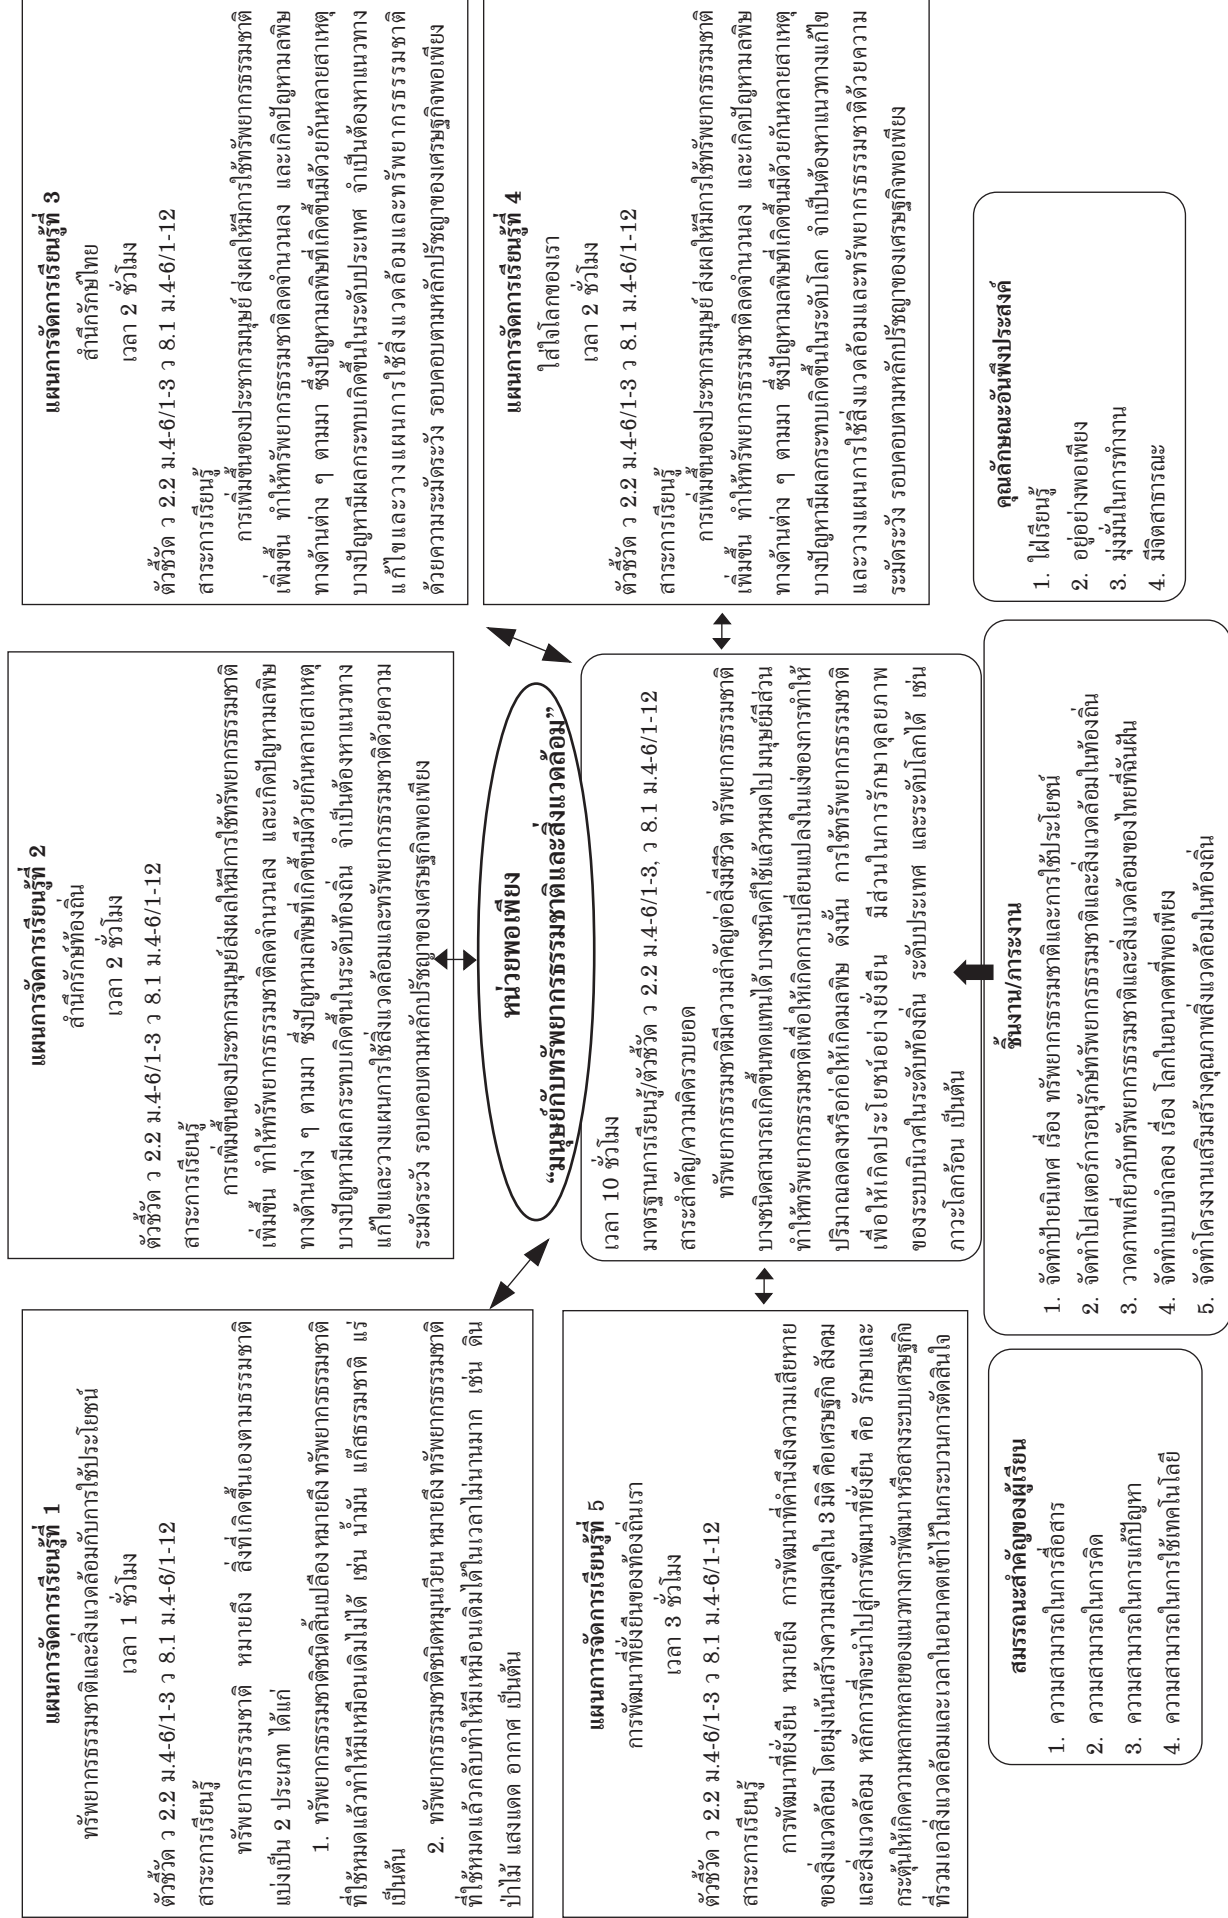 แผนการจัดการเรียนรู้ที่ 1
ทรัพยากรธรรมชาติและสิ่งแวดล้อมกับการใช้ประโยชน์
เวลา 1 ชั่วโมง
ตัวชี้วัด ว 2.2 ม.4-6/1-3 ว 8.1 ม.4-6/1-12
สาระการเรียนรู้
ทรัพยากรธรรมชาติ หมายถึง สิ่งที่เกิดขึ้นเองตามธรรมชาติ
แบ่งเป็น 2 ประเภท ได้แก่
1. ทรัพยากรธรรมชาติชนิดสิ้นเปลือง หมายถึง ทรัพยากรธรรมชาติ
ที่ใช้หมดแล้วทำให้มีเหมือนเดิมไม่ได้ เช่น น้ำมัน แก๊สธรรมชาติ แร่
เป็นต้น
2. ทรัพยากรธรรมชาติชนิดหมุนเวียน หมายถึง ทรัพยากรธรรมชาติ
ที่ใช้หมดแล้วกลับทำให้มีเหมือนเดิมได้ในเวลาไม่นานมาก เช่น ดิน
ป่าไม้ แสงแดด อากาศ เป็นต้น
แผนการจัดการเรียนรู้ที่ 2
สำนึกรักษ์ท้องถิ่น
เวลา 2 ชั่วโมง
ตัวชี้วัด ว 2.2 ม.4-6/1-3 ว 8.1 ม.4-6/1-12
สาระการเรียนรู้
การเพิ่มขึ้นของประชากรมนุษย์ส่งผลให้มีการใช้ทรัพยากรธรรมชาติ
เพิ่มขึ้น ทำให้ทรัพยากรธรรมชาติลดจำนวนลง และเกิดปัญหามลพิษ
ทางด้านต่าง ๆ ตามมา ซึ่งปัญหามลพิษที่เกิดขึ้นมีด้วยกันหลายสาเหตุ
บางปัญหามีผลกระทบเกิดขึ้นในระดับท้องถิ่น จำเป็นต้องหาแนวทาง
แก้ไขและวางแผนการใช้สิ่งแวดล้อมและทรัพยากรธรรมชาติด้วยความ
ระมัดระวัง รอบคอบตามหลักปรัชญาของเศรษฐกิจพอเพียง
แผนการจัดการเรียนรู้ที่ 3
สำนึกรักษ์ไทย
เวลา 2 ชั่วโมง
ตัวชี้วัด ว 2.2 ม.4-6/1-3 ว 8.1 ม.4-6/1-12
สาระการเรียนรู้
การเพิ่มขึ้นของประชากรมนุษย์ ส่งผลให้มีการใช้ทรัพยากรธรรมชาติ
เพิ่มขึ้น ทำให้ทรัพยากรธรรมชาติลดจำนวนลง และเกิดปัญหามลพิษ
ทางด้านต่าง ๆ ตามมา ซึ่งปัญหามลพิษที่เกิดขึ้นมีด้วยกันหลายสาเหตุ
บางปัญหามีผลกระทบเกิดขึ้นในระดับประเทศ จำเป็นต้องหาแนวทาง
แก้ไขและวางแผนการใช้สิ่งแวดล้อมและทรัพยากรธรรมชาติ
ด้วยความระมัดระวัง รอบคอบตามหลักปรัชญาของเศรษฐกิจพอเพียง
หน่วยพอเพียง
“มนุษย์กับทรัพยากรธรรมชาติและสิ่งแวดล้อม”
แผนการจัดการเรียนรู้ที่ 5
การพัฒนาที่ยั่งยืนของท้องถิ่นเรา
เวลา 3 ชั่วโมง
ตัวชี้วัด ว 2.2 ม.4-6/1-3 ว 8.1 ม.4-6/1-12
สาระการเรียนรู้
การพัฒนาที่ยั่งยืน หมายถึง การพัฒนาที่คำนึงถึงความเสียหาย
ของสิ่งแวดล้อม โดยมุ่งเน้นสร้างความสมดุลใน 3 มิติ คือเศรษฐกิจ สังคม
และสิ่งแวดล้อม หลักการที่จะนำไปสู่การพัฒนาที่ยั่งยืน คือ รักษาและ
กระตุ้นให้เกิดความหลากหลายของแนวทางการพัฒนาหรือสางระบบเศรษฐกิจ
ที่รวมเอาสิ่งแวดล้อมและเวลาในอนาคตเข้าไว้ในกระบวนการตัดสินใจ
เวลา 10 ชั่วโมง
มาตรฐานการเรียนรู้/ตัวชี้วัด ว 2.2 ม.4-6/1-3, ว 8.1 ม.4-6/1-12
สาระสำคัญ/ความคิดรวบยอด
ทรัพยากรธรรมชาติมีความสำคัญต่อสิ่งมีชีวิต ทรัพยากรธรรมชาติ
บางชนิดสามารถเกิดขึ้นทดแทนได้ บางชนิดก็ใช้แล้วหมดไป มนุษย์มีส่วน
ทำให้ทรัพยากรธรรมชาติเพื่อให้เกิดการเปลี่ยนแปลงในแง่ของการทำให้
ปริมาณลดลงหรือก่อให้เกิดมลพิษ ดังนั้น การใช้ทรัพยากรธรรมชาติ
เพื่อให้เกิดประโยชน์อย่างยั่งยืน มีส่วนในการรักษาดุลยภาพ
ของระบบนิเวศในระดับท้องถิ่น ระดับประเทศ และระดับโลกได้ เช่น
ภาวะโลกร้อน เป็นต้น
แผนการจัดการเรียนรู้ที่ 4
ใส่ใจโลกของเรา
เวลา 2 ชั่วโมง
ตัวชี้วัด ว 2.2 ม.4-6/1-3 ว 8.1 ม.4-6/1-12
สาระการเรียนรู้
การเพิ่มขึ้นของประชากรมนุษย์ ส่งผลให้มีการใช้ทรัพยากรธรรมชาติ
เพิ่มขึ้น ทำให้ทรัพยากรธรรมชาติลดจำนวนลง และเกิดปัญหามลพิษ
ทางด้านต่าง ๆ ตามมา ซึ่งปัญหามลพิษที่เกิดขึ้นมีด้วยกันหลายสาเหตุ
บางปัญหามีผลกระทบเกิดขึ้นในระดับโลก จำเป็นต้องหาแนวทางแก้ไข
และวางแผนการใช้สิ่งแวดล้อมและทรัพยากรธรรมชาติด้วยความ
ระมัดระวัง รอบคอบตามหลักปรัชญาของเศรษฐกิจพอเพียง
สมรรถนะสำคัญของผู้เรียน
1. ความสามารถในการสื่อสาร
2. ความสามารถในการคิด
3. ความสามารถในการแก้ปัญหา
4. ความสามารถในการใช้เทคโนโลยี
ชิ้นงาน/ภาระงาน
1. จัดทำป้ายนิเทศ เรื่อง ทรัพยากรธรรมชาติและการใช้ประโยชน์
2. จัดทำโปสเตอร์การอนุรักษ์ทรัพยากรธรรมชาติและสิ่งแวดล้อมในท้องถิ่น
3. วาดภาพเกี่ยวกับทรัพยากรธรรมชาติและสิ่งแวดล้อมของไทยที่ฉันฝัน
4. จัดทำแบบจำลอง เรื่อง โลกในอนาคตที่พอเพียง
5. จัดทำโครงงานเสริมสร้างคุณภาพสิ่งแวดล้อมในท้องถิ่น
คุณลักษณะอันพึงประสงค์
1. ใฝ่เรียนรู้
2. อยู่อย่างพอเพียง
3. มุ่งมั่นในการทำงาน
4. มีจิตสาธารณะ